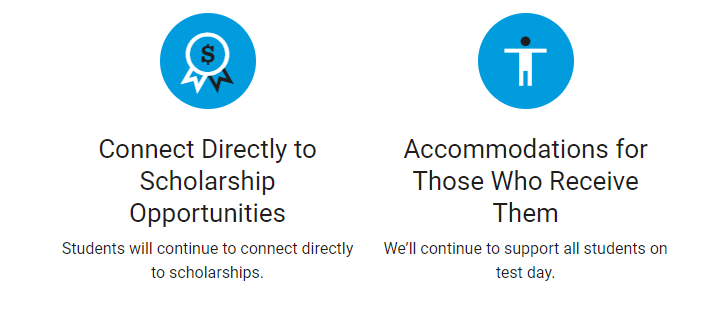 $
Connect Directly to
Scholarship
Opportunities
Students will continue to connect directly
to scholarships.
Accommodations for
Those Who Receive
Them
We’ll continue to support all students on
test day.